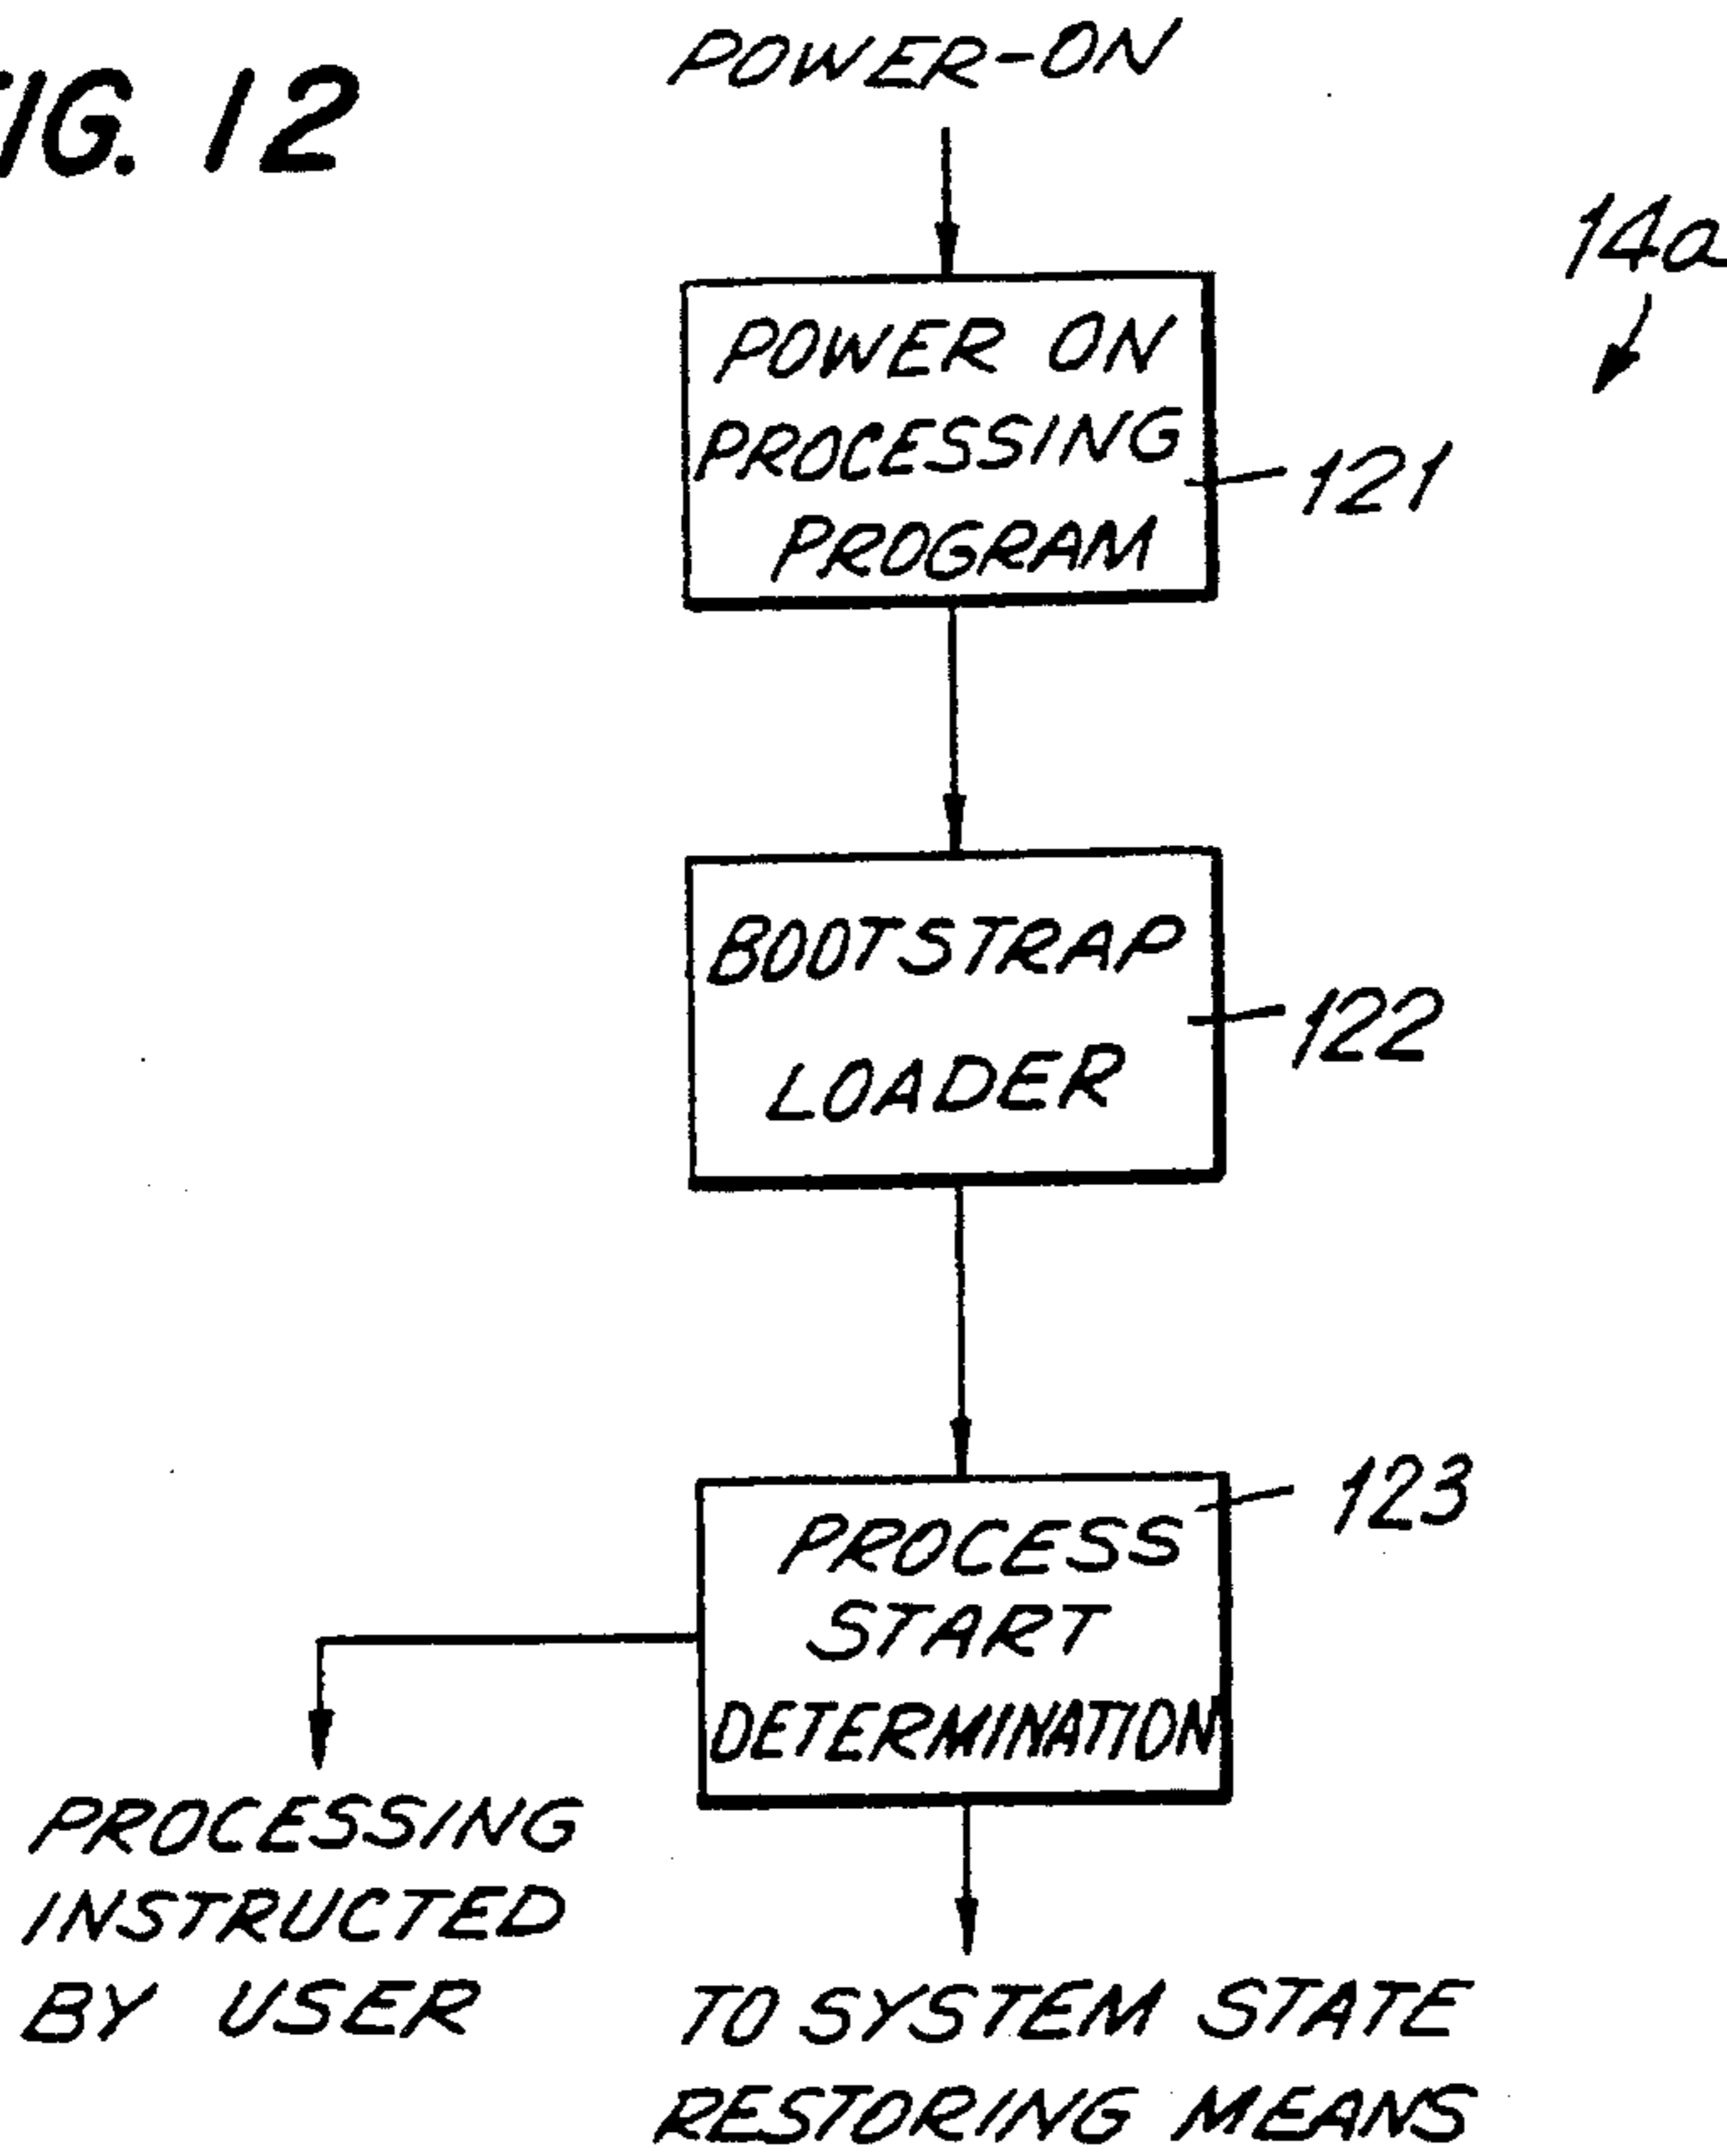 IG. 12
POWER-ON
14a
POWER ON
PROCESSING
PROGRAM
121
BOOTSTRAP
LOADER
122
123
PROCESS
START
DETERMINATION
PROCESSING
INSTRUCTED
BY USER
TO SYSTEM STATE
RESTORING MEANS